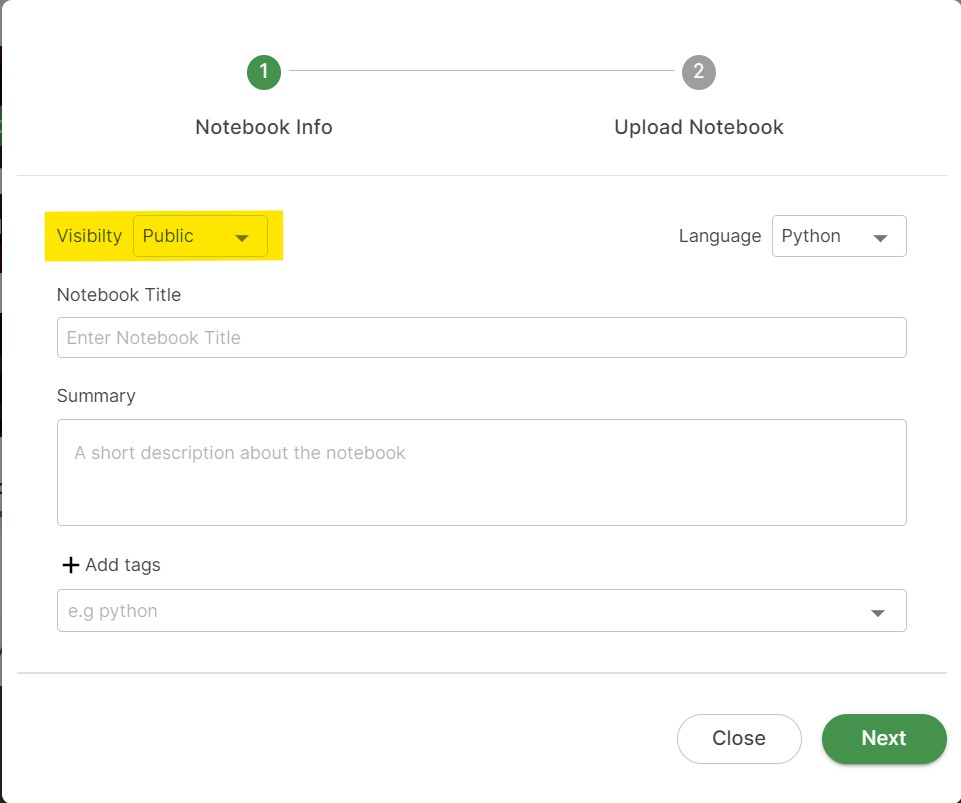 1
2
Notebook Info
Upload Notebook
Visibilty Public
Language Python
Notebook Title
Enter Notebook Title
Summary
A short description about the notebook
+ Add tags
e.g python
Close
Next